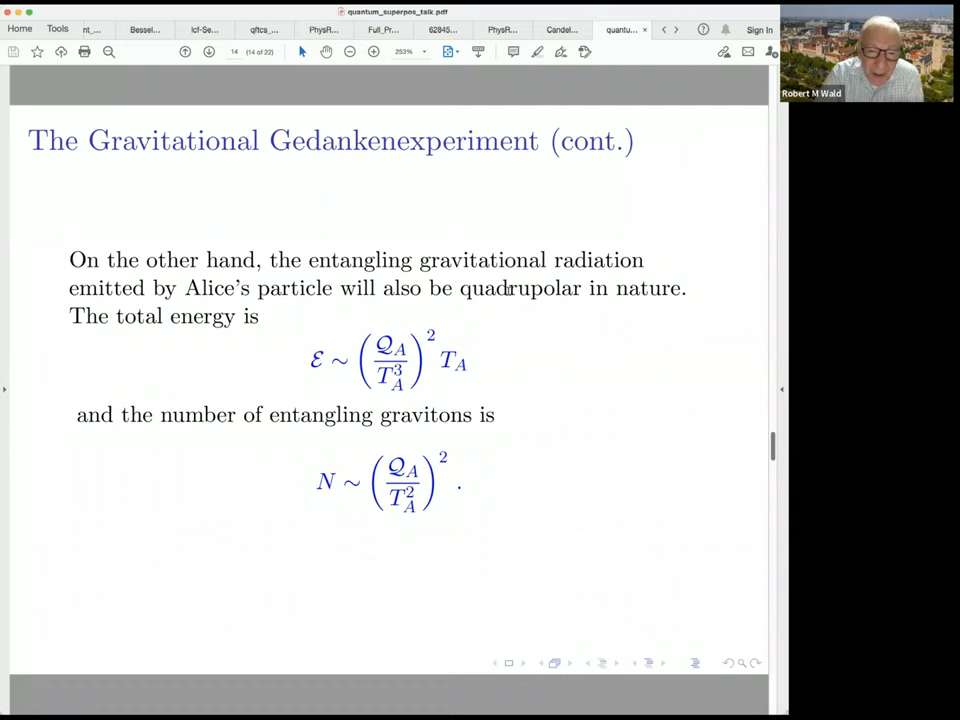 quantum_superpos_talk.pdf
Home Tools nt_... Bessel... lcf-Se... qftcs_... PhysR... Full_Pr... 62845... PhysR... Candel... quantu... × Sign In
14 (14 of 22) 253%
Robert M Wald
The Gravitational Gedankenexperiment (cont.)
On the other hand, the entangling gravitational radiation
emitted by Alice's particle will also be quadrupolar in nature.
The total energy is
ℰ ∼ (𝒬_A / T_A^3)^2 T_A
and the number of entangling gravitons is
N ∼ (𝒬_A / T_A^2)^2 .